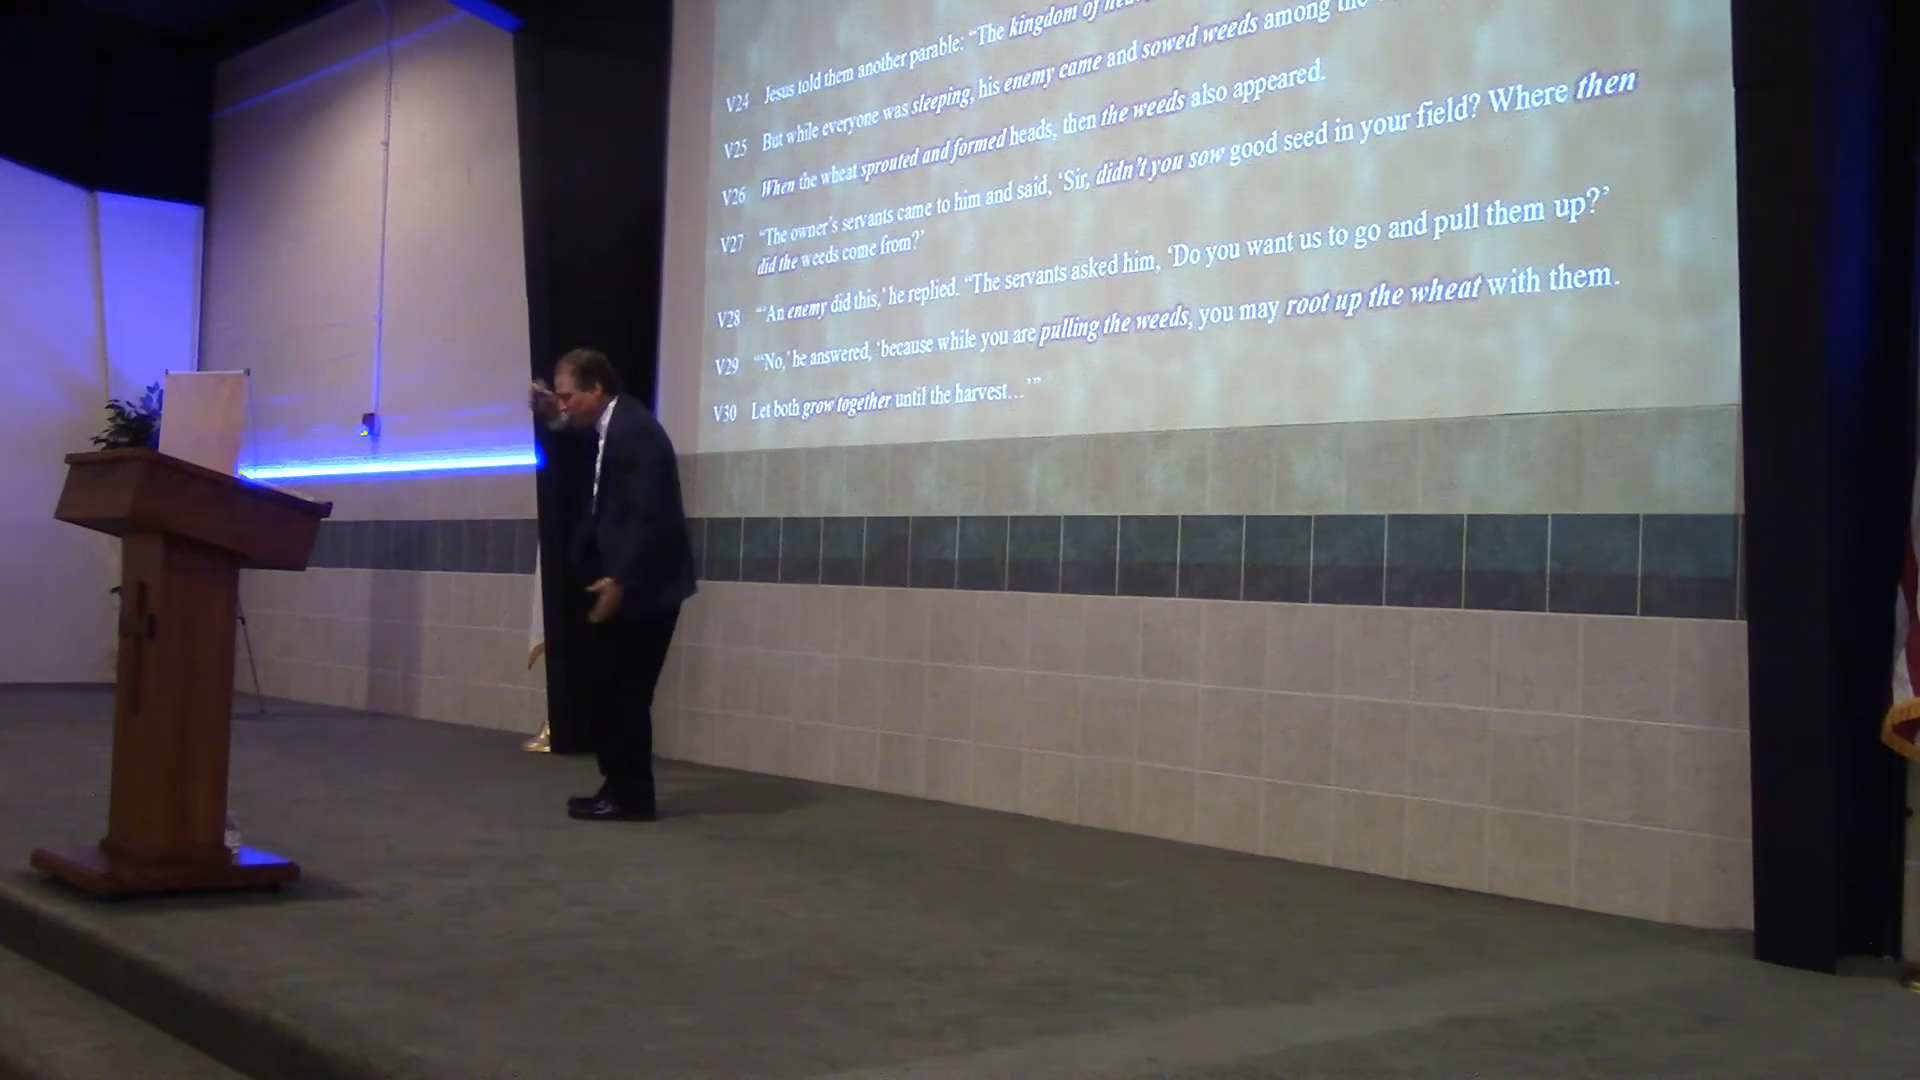 V24 Jesus told them another parable: “The kingdom of
V25 But while everyone was sleeping, his enemy came and sowed weeds among
V26 When the wheat sprouted and formed heads, then the weeds also appeared.
V27 “The owner’s servants came to him and said, ‘Sir, didn’t you sow good seed in your field? Where then
did the weeds come from?’
V28 “‘An enemy did this,’ he replied. “The servants asked him, ‘Do you want us to go and pull them up?’
V29 “‘No,’ he answered, ‘because while you are pulling the weeds, you may root up the wheat with them.
V30 Let both grow together until the harvest…’”